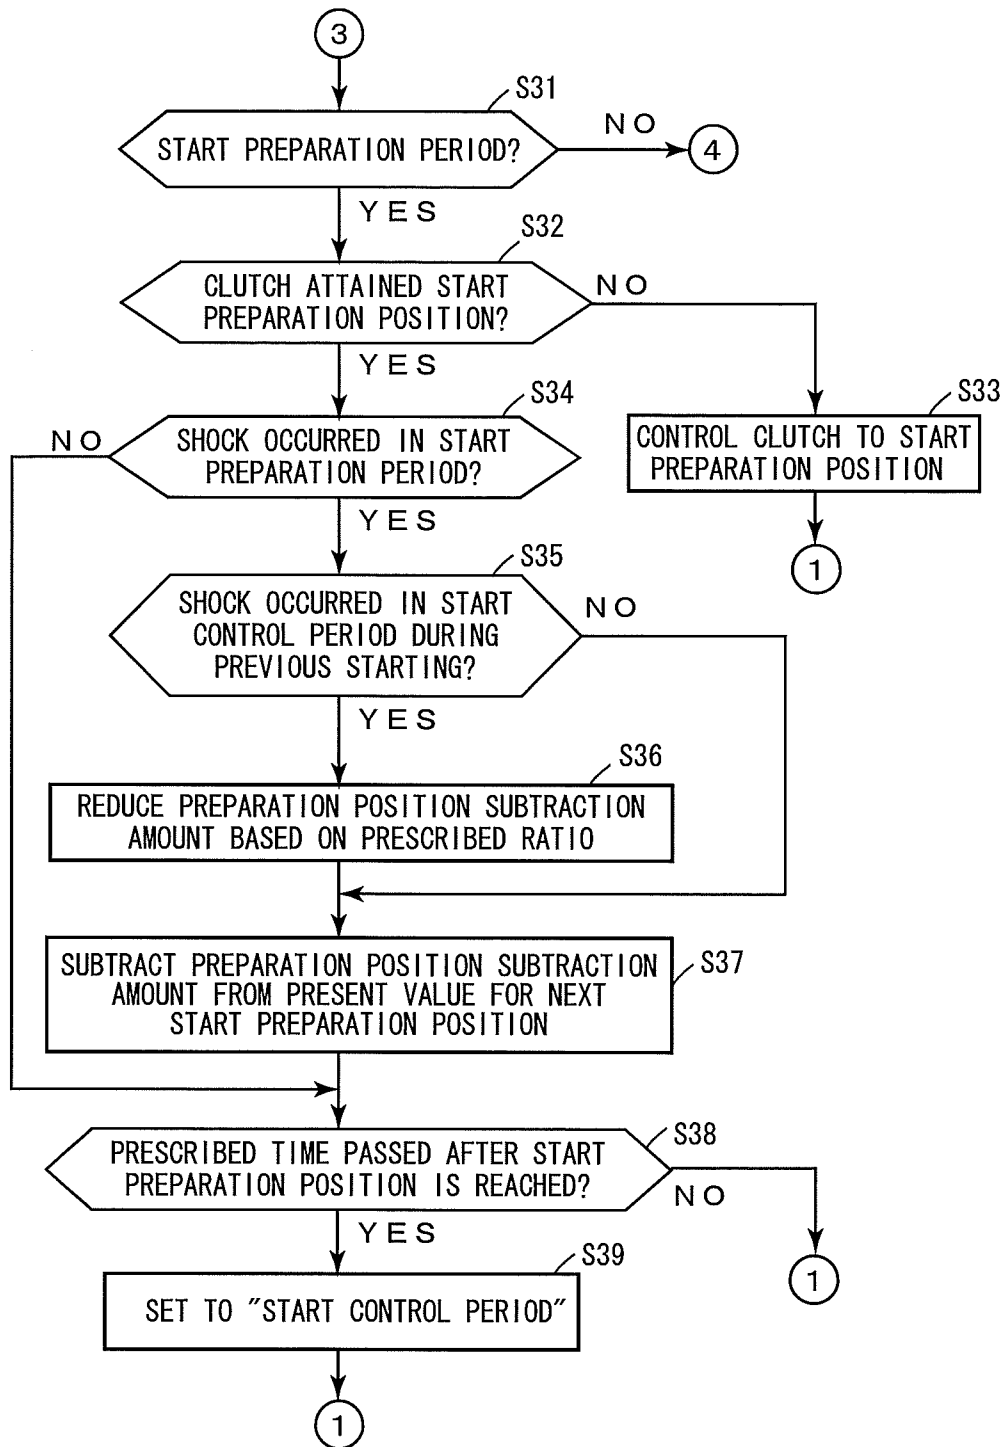 3
S31
START PREPARATION PERIOD?
NO
4
YES
S32
CLUTCH ATTAINED START
PREPARATION POSITION?
NO
YES
S33
CONTROL CLUTCH TO START
PREPARATION POSITION
1
S34
NO
SHOCK OCCURRED IN START
PREPARATION PERIOD?
YES
S35
SHOCK OCCURRED IN START
CONTROL PERIOD DURING
PREVIOUS STARTING?
NO
YES
S36
REDUCE PREPARATION POSITION SUBTRACTION
AMOUNT BASED ON PRESCRIBED RATIO
S37
SUBTRACT PREPARATION POSITION SUBTRACTION
AMOUNT FROM PRESENT VALUE FOR NEXT
START PREPARATION POSITION
S38
PRESCRIBED TIME PASSED AFTER START
PREPARATION POSITION IS REACHED?
NO
1
YES
S39
SET TO "START CONTROL PERIOD"
1